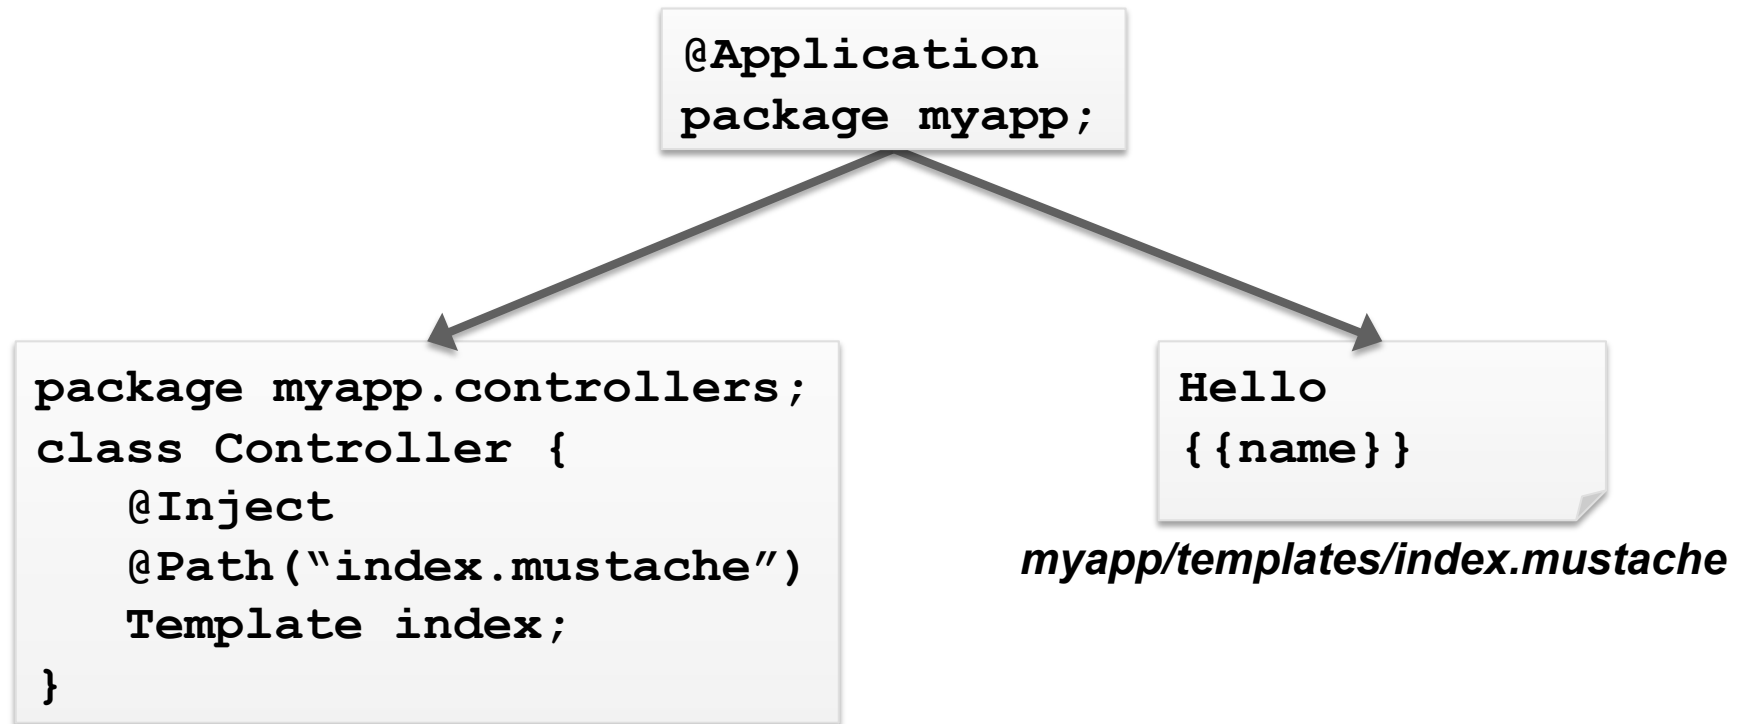 @Application
package myapp;
package myapp.controllers;
class Controller {
   @Inject
   @Path(“index.mustache”)
   Template index;
}
Hello
{{name}}
myapp/templates/index.mustache